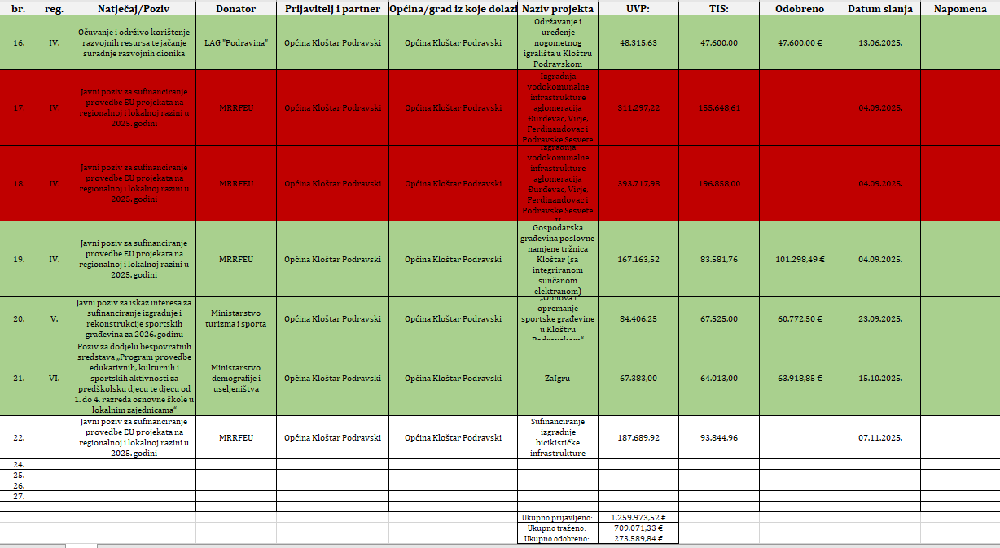 br. reg. Natječaj/Poziv Donator Prijavitelj i partner Općina/grad iz koje dolazi Naziv projekta UVP: TIS: Odobreno Datum slanja Napomena
16. IV. Očuvanje i održivo korištenje razvojnih resursa te jačanje suradnje razvojnih dionika LAG "Podravina" Općina Kloštar Podravski Općina Kloštar Podravski Održavanje i uređenje nogometnog igrališta u Kloštru Podravskom 48.315,63 47.600,00 47.600,00 € 13.06.2025.
17. IV. Javni poziv za sufinanciranje provedbe EU projekata na regionalnoj i lokalnoj razini u 2025. godini MRRFEU Općina Kloštar Podravski Općina Kloštar Podravski Izgradnja vodokomunalne infrastrukture aglomeracija Đurđevac, Virje, Ferdinandovac i Podravske Sesvete 311.297,22 155.648,61 04.09.2025.
18. IV. Javni poziv za sufinanciranje provedbe EU projekata na regionalnoj i lokalnoj razini u 2025. godini MRRFEU Općina Kloštar Podravski Općina Kloštar Podravski Izgradnja vodokomunalne infrastrukture aglomeracija Đurđevac, Virje, Ferdinandovac i Podravske Sesvete 393.717,93 196.858,00 04.09.2025.
19. IV. Javni poziv za sufinanciranje provedbe EU projekata na regionalnoj i lokalnoj razini u 2025. godini MRRFEU Općina Kloštar Podravski Općina Kloštar Podravski Gospodarska građevina poslovne namjene tržnica Kloštar (sa integriranom sunčanom elektranom) 167.163,52 83.581,76 101.298,49 € 04.09.2025.
20. V. Javni poziv za iskaz interesa za sufinanciranje izgradnje i rekonstrukcije sportskih građevina za 2026. godinu Ministarstvo turizma i sporta Općina Kloštar Podravski Općina Kloštar Podravski „Obnova i opremanje sportske građevine u Kloštru Podravskom“ 84.406,25 67.525,00 60.772,50 € 23.09.2025.
21. VI. Poziv za dodjelu bespovratnih sredstava „Program provedbe edukativnih, kulturnih i sportskih aktivnosti za predškolsku djecu te djecu od 1. do 4. razreda osnovne škole u lokalnim zajednicama“ Ministarstvo demografije i useljeništva Općina Kloštar Podravski Općina Kloštar Podravski ZaIgru 67.383,00 64.013,00 63.918,85 € 15.10.2025.
22. Javni poziv za sufinanciranje provedbe EU projekata na regionalnoj i lokalnoj razini u 2025. godini MRRFEU Općina Kloštar Podravski Općina Kloštar Podravski Sufinanciranje izgradnje bicikističke infrastrukture 187.689,92 93.844,96 07.11.2025.
24.
25.
26.
27.
Ukupno prijavljeno: 1.259.973,52 €
Ukupno traženo: 709.071,33 €
Ukupno odobreno: 273.589,84 €